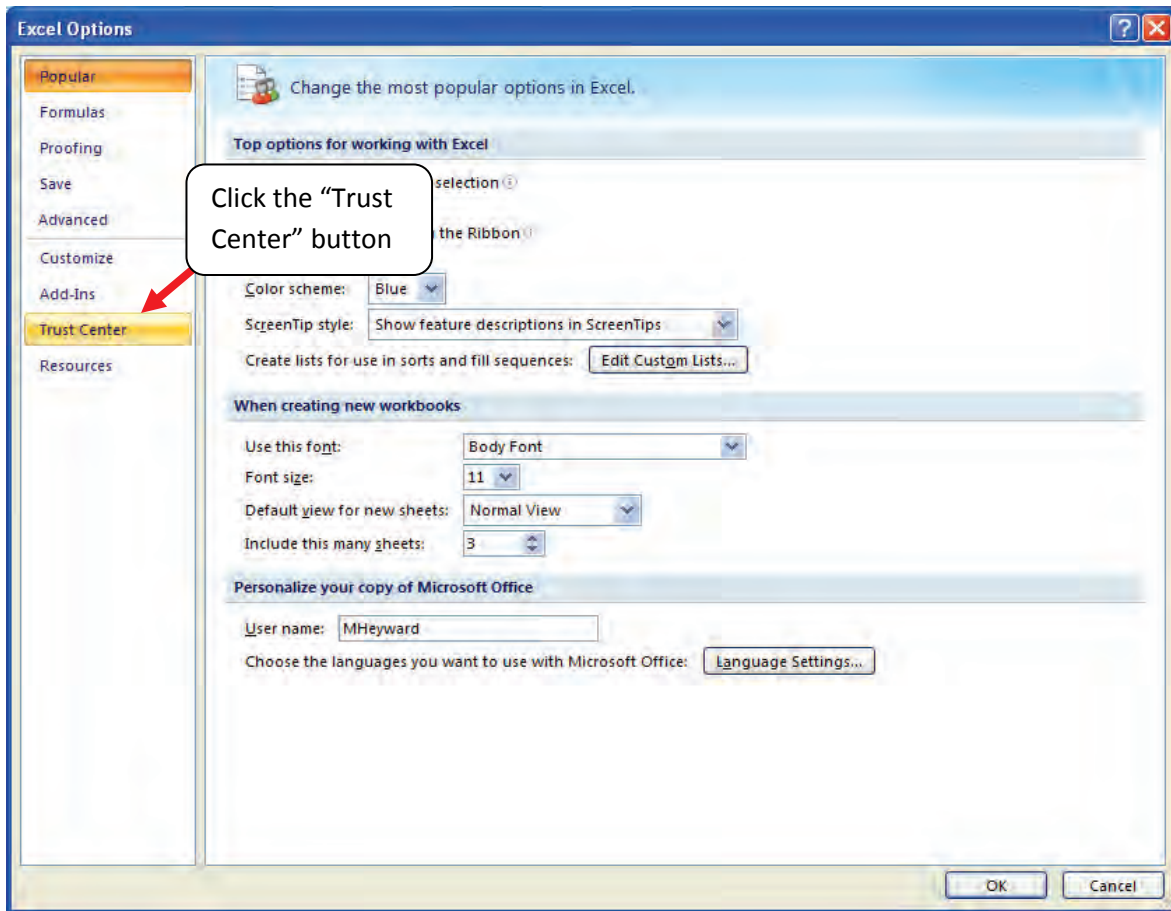 Excel Options
Popular
Formulas
Proofing
Save
Advanced
Customize
Add-Ins
Trust Center
Resources
Change the most popular options in Excel.
Top options for working with Excel
selection
the Ribbon
Click the “Trust
Center” button
Color scheme: Blue
ScreenTip style: Show feature descriptions in ScreenTips
Create lists for use in sorts and fill sequences: Edit Custom Lists...
When creating new workbooks
Use this font: Body Font
Font size: 11
Default view for new sheets: Normal View
Include this many sheets: 3
Personalize your copy of Microsoft Office
User name: MHeyward
Choose the languages you want to use with Microsoft Office: Language Settings...
OK Cancel